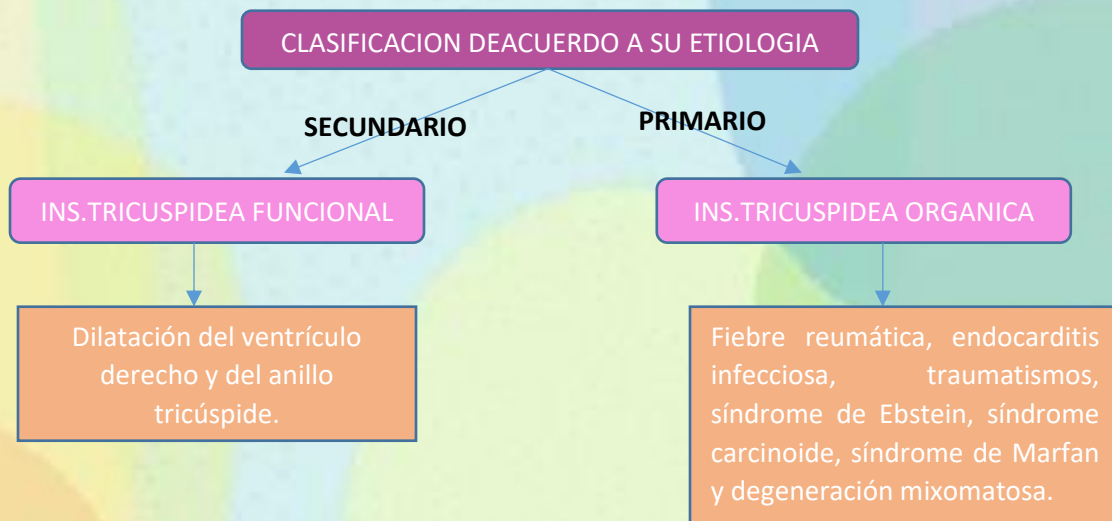 CLASIFICACION DEACUERDO A SU ETIOLOGIA
SECUNDARIO
PRIMARIO
INS.TRICUSPIDEA FUNCIONAL
INS.TRICUSPIDEA ORGANICA
Dilatación del ventrículo
derecho y del anillo
tricúspide.
Fiebre reumática, endocarditis
infecciosa, traumatismos,
síndrome de Ebstein, síndrome
carcinoide, síndrome de Marfan
y degeneración mixomatosa.